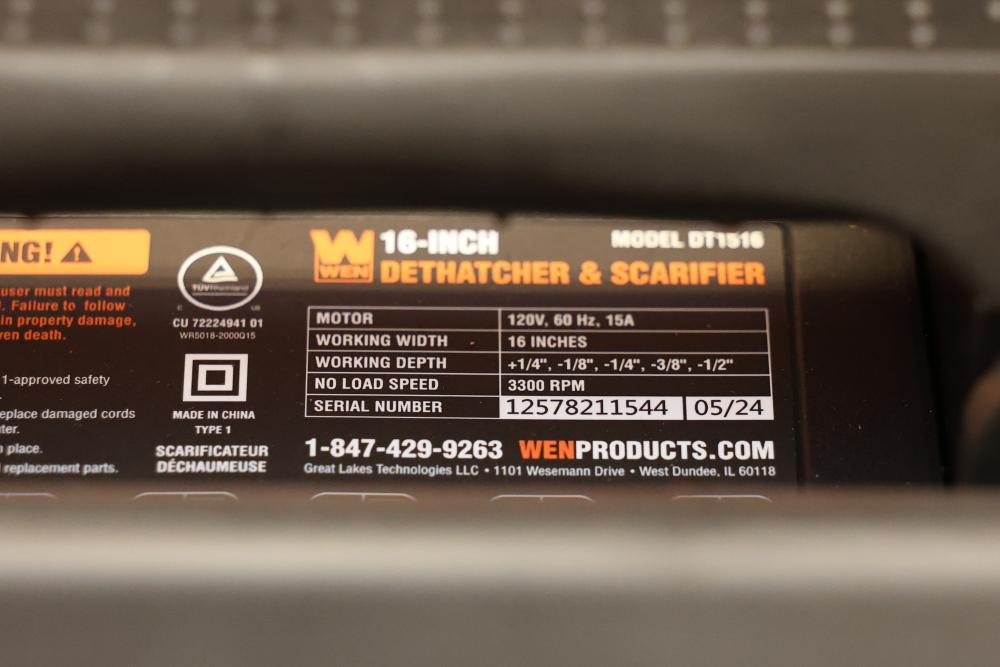 NG!
user must read and
. Failure to follow
in property damage,
ven death.
1-approved safety
eplace damaged cords
ter.
place.
replacement parts.
TÜVRheinland
C US
CU 72224941 01
WR5018-2000Q15
MADE IN CHINA
TYPE 1
SCARIFICATEUR
DÉCHAUMEUSE
WEN
16-INCH
MODEL DT1516
DETHATCHER & SCARIFIER
MOTOR 120V, 60 Hz, 15A
WORKING WIDTH 16 INCHES
WORKING DEPTH +1/4", -1/8", -1/4", -3/8", -1/2"
NO LOAD SPEED 3300 RPM
SERIAL NUMBER 12578211544 05/24
1-847-429-9263 WENPRODUCTS.COM
Great Lakes Technologies LLC • 1101 Wesemann Drive • West Dundee, IL 60118